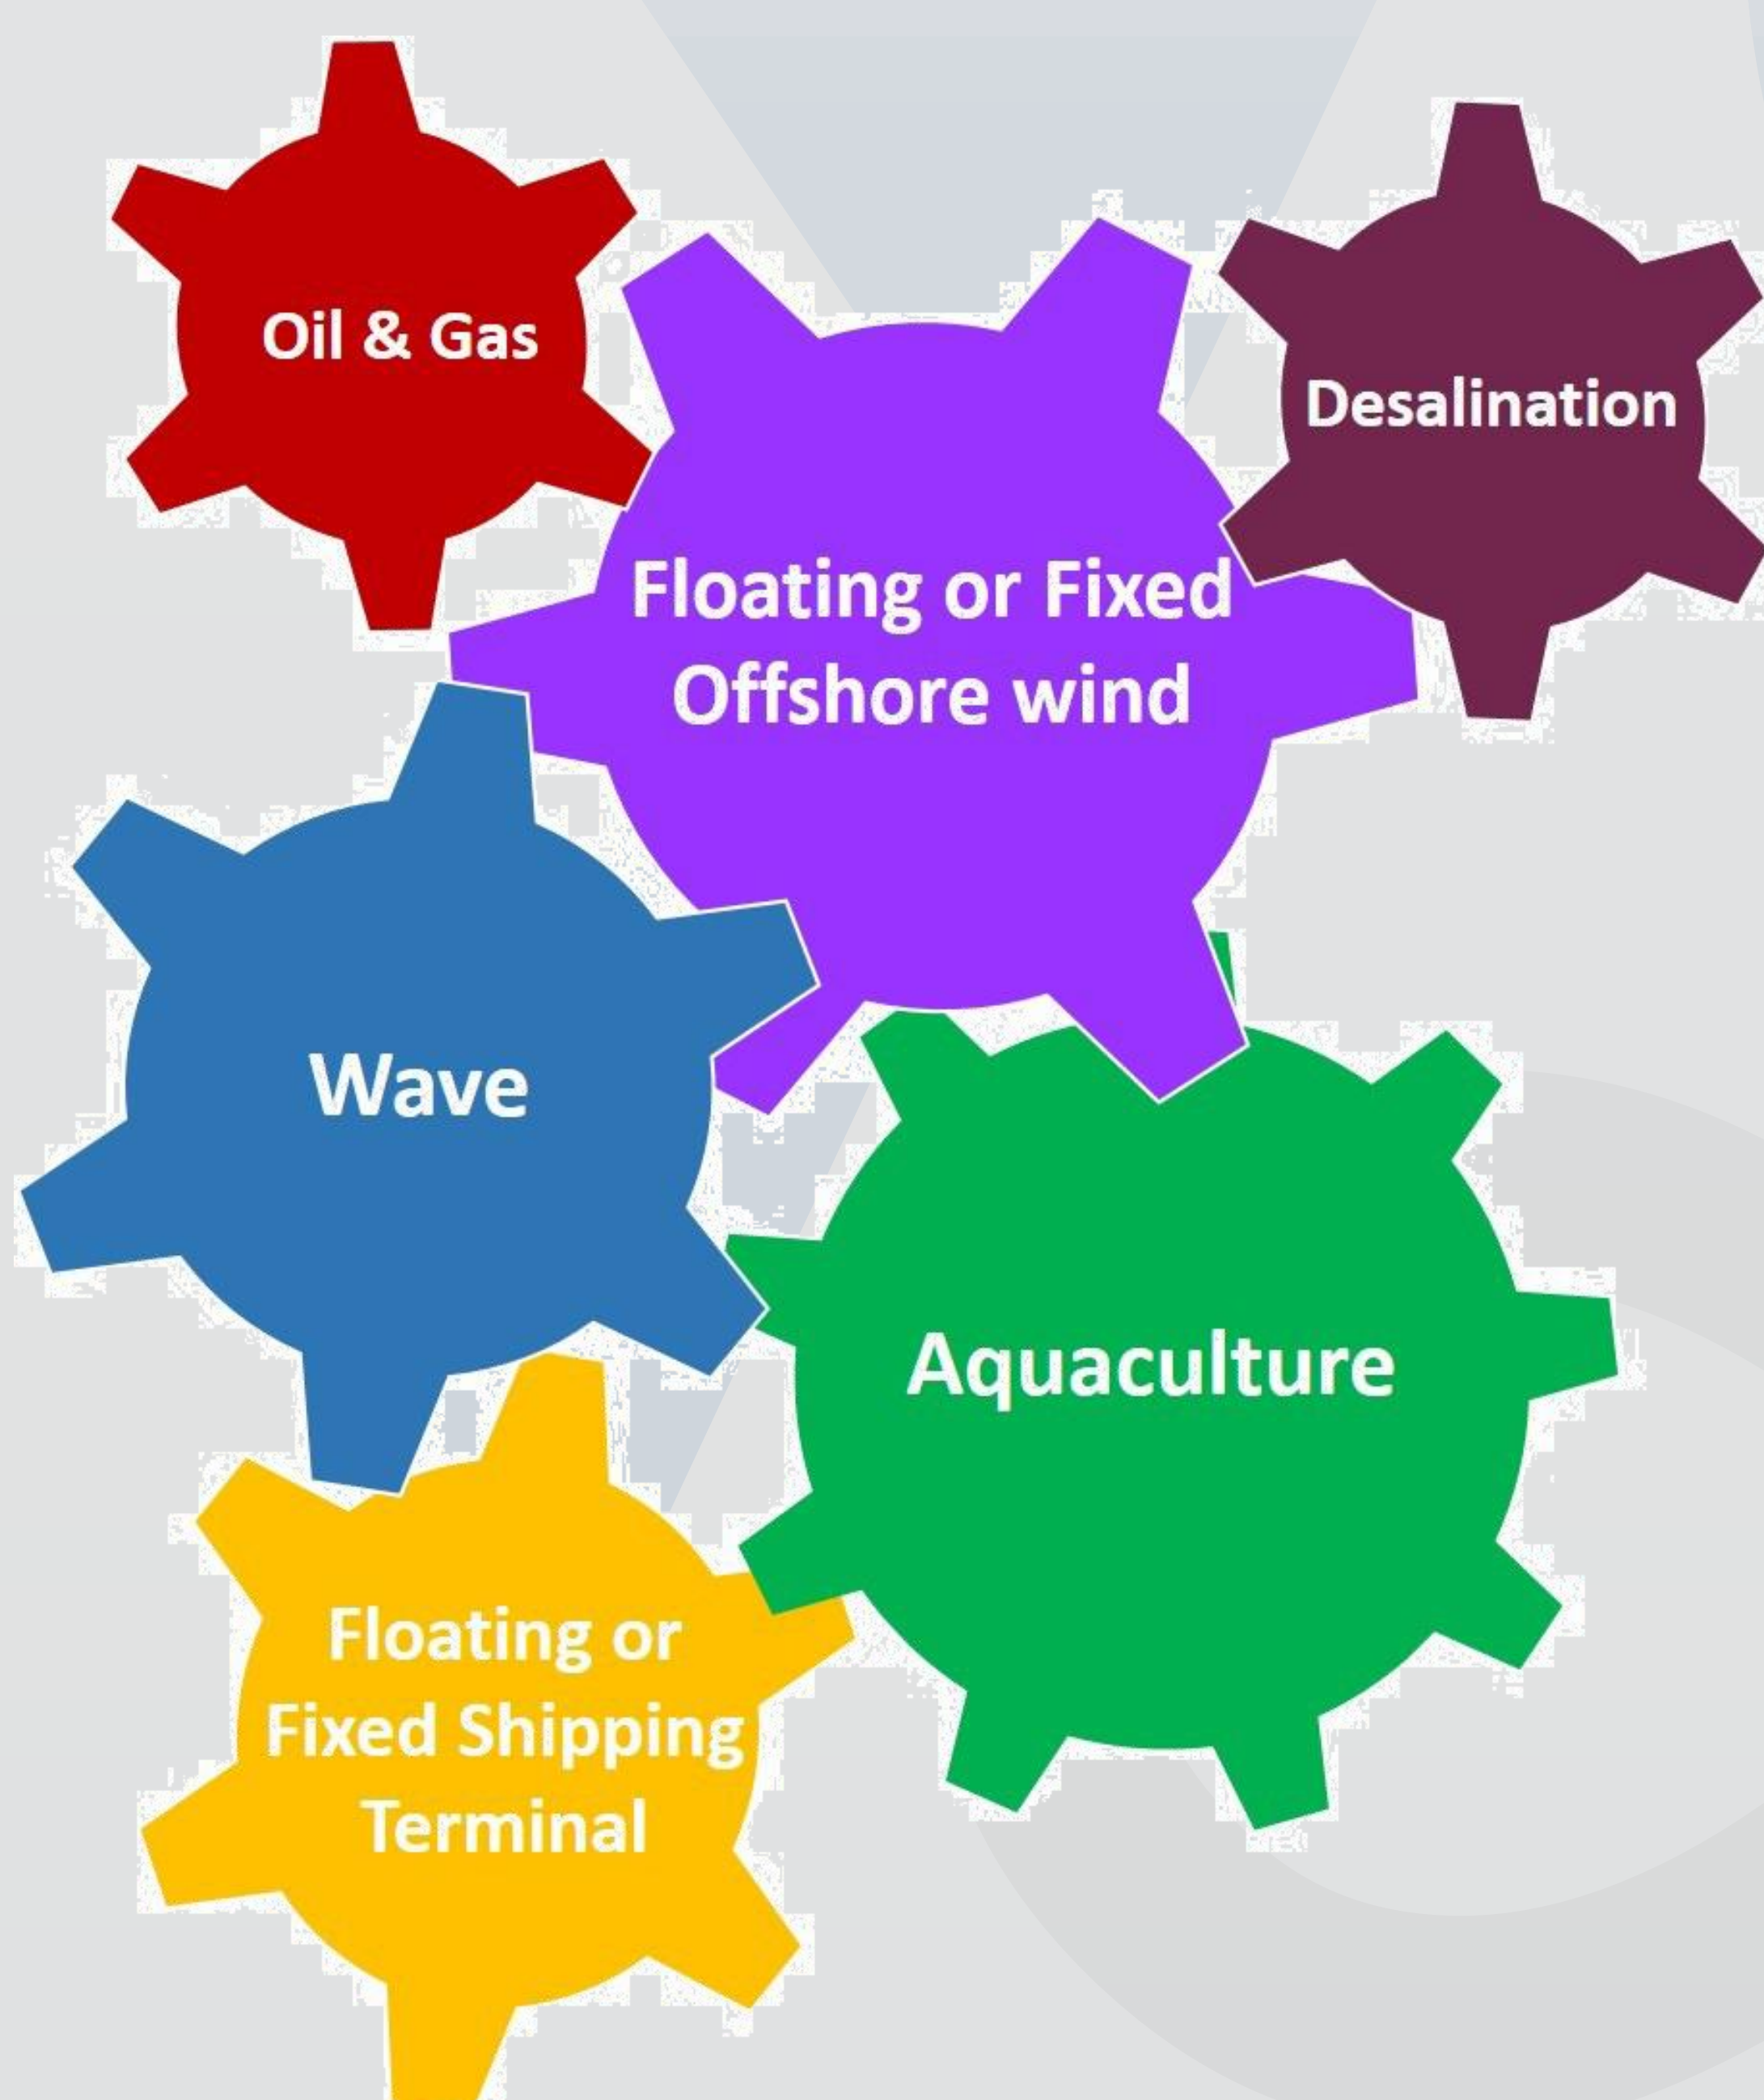 Oil & Gas
Desalination
Floating or Fixed
Offshore wind
Wave
Aquaculture
Floating or
Fixed Shipping
Terminal